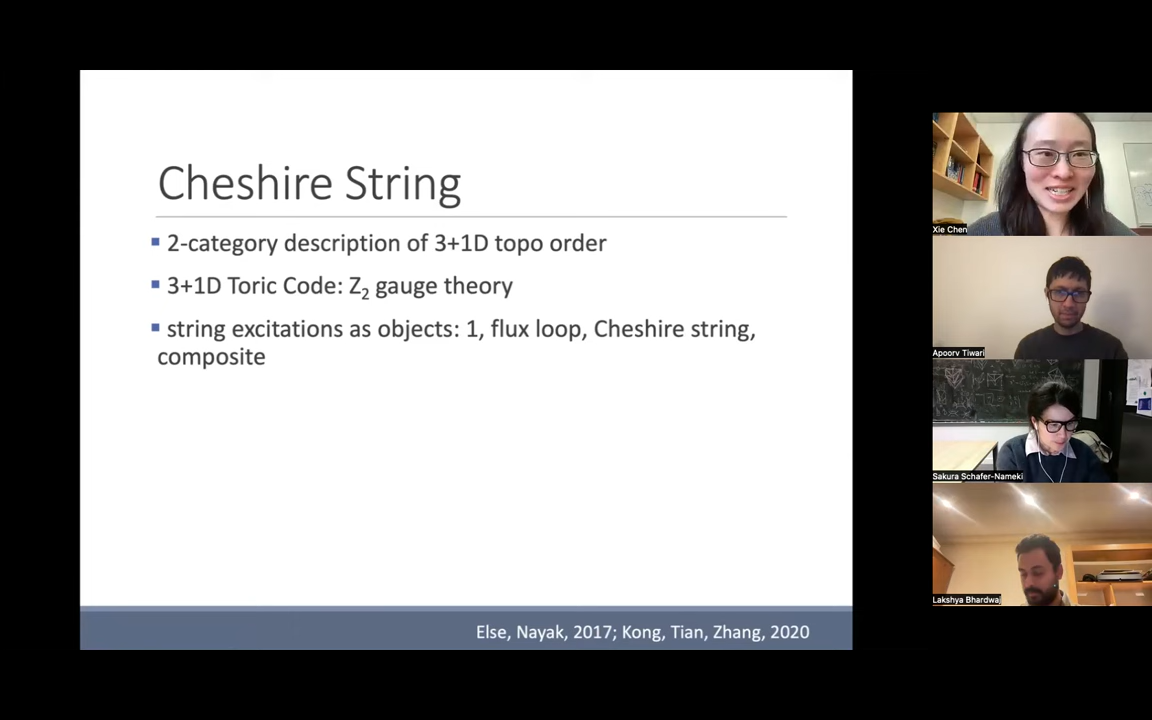 Cheshire String
▪ 2-category description of 3+1D topo order
▪ 3+1D Toric Code: Z₂ gauge theory
▪ string excitations as objects: 1, flux loop, Cheshire string,
composite
Else, Nayak, 2017; Kong, Tian, Zhang, 2020
Xie Chen
Apoorv Tiwari
Sakura Schafer-Nameki
Lakshya Bhardwaj